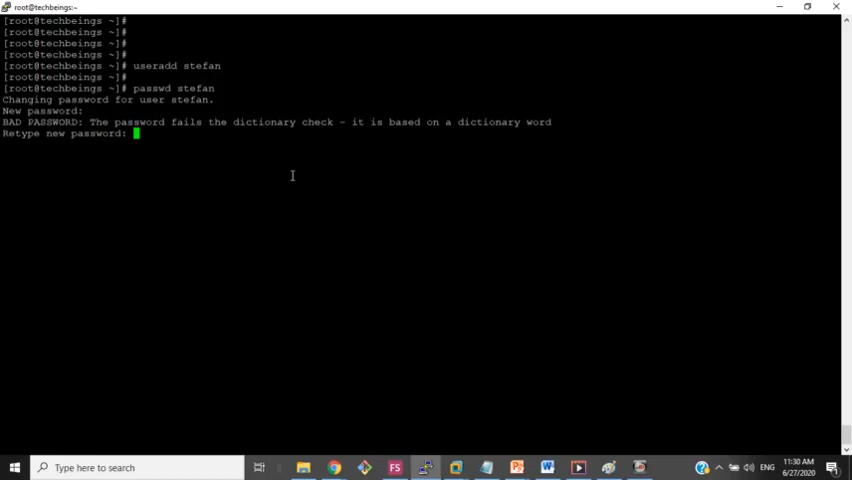 root@techbeings:~
[root@techbeings ~]#
[root@techbeings ~]#
[root@techbeings ~]#
[root@techbeings ~]#
[root@techbeings ~]# useradd stefan
[root@techbeings ~]#
[root@techbeings ~]# passwd stefan
Changing password for user stefan.
New password:
BAD PASSWORD: The password fails the dictionary check - it is based on a dictionary word
Retype new password:
Type here to search
FS
ENG
11:30 AM
6/27/2020